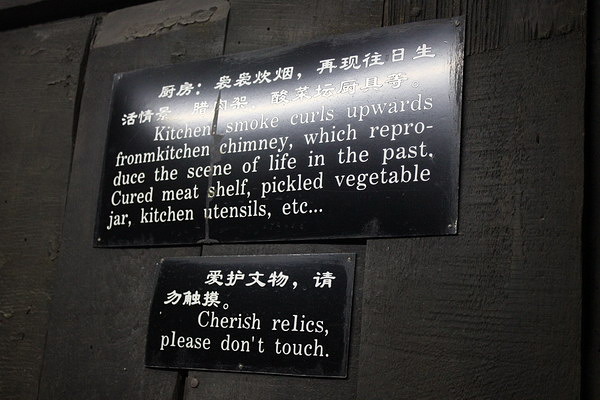 厨房：袅袅炊烟，再现往日生
活情景。腊肉架、酸菜坛厨具等。
Kitchen: smoke curls upwards
fronmkitchen chimney, which repro-
duce the scene of life in the past.
Cured meat shelf, pickled vegetable
jar, kitchen utensils, etc...
爱护文物，请
勿触摸。
Cherish relics,
please don't touch.